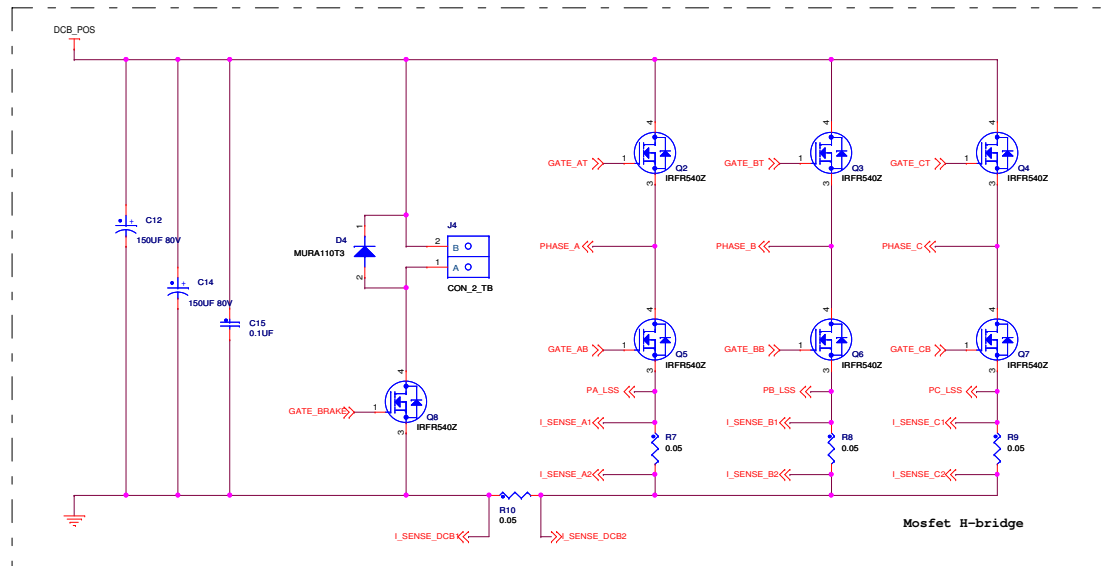 DCB_POS
C12
150UF 80V
C14
150UF 80V
C15
0.1UF
D4
MURA110T3
1
2
J4
2
B
1
A
CON_2_TB
GATE_BRAKE
1
4
3
Q8
IRFR540Z
GATE_AT
1
4
3
Q2
IRFR540Z
GATE_BT
1
4
3
Q3
IRFR540Z
GATE_CT
1
4
3
Q4
IRFR540Z
PHASE_A
PHASE_B
PHASE_C
GATE_AB
1
4
3
Q5
IRFR540Z
GATE_BB
1
4
3
Q6
IRFR540Z
GATE_CB
1
4
3
Q7
IRFR540Z
PA_LSS
PB_LSS
PC_LSS
I_SENSE_A1
I_SENSE_B1
I_SENSE_C1
R7
0.05
R8
0.05
R9
0.05
I_SENSE_A2
I_SENSE_B2
I_SENSE_C2
R10
0.05
I_SENSE_DCB1
I_SENSE_DCB2
Mosfet H-bridge
+
+